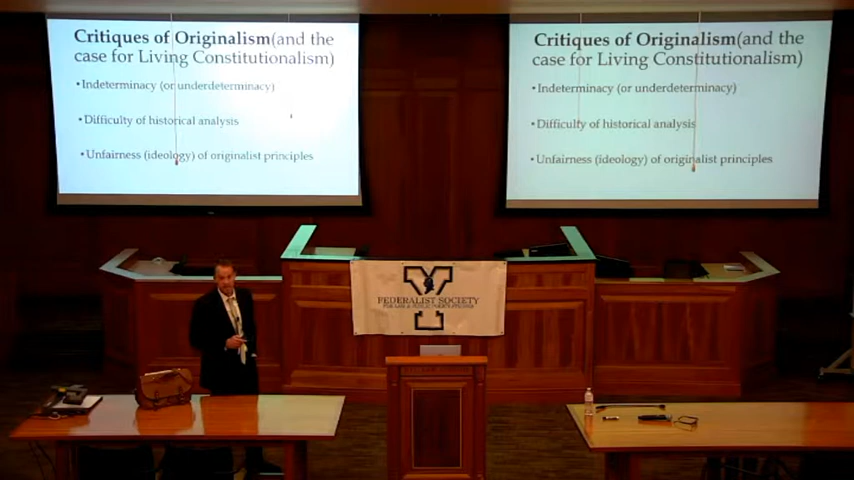 Critiques of Originalism(and the
case for Living Constitutionalism)
•Indeterminacy (or underdeterminacy)
•Difficulty of historical analysis
•Unfairness (ideology) of originalist principles
Critiques of Originalism(and the
case for Living Constitutionalism)
•Indeterminacy (or underdeterminacy)
•Difficulty of historical analysis
•Unfairness (ideology) of originalist principles
Y
FEDERALIST SOCIETY